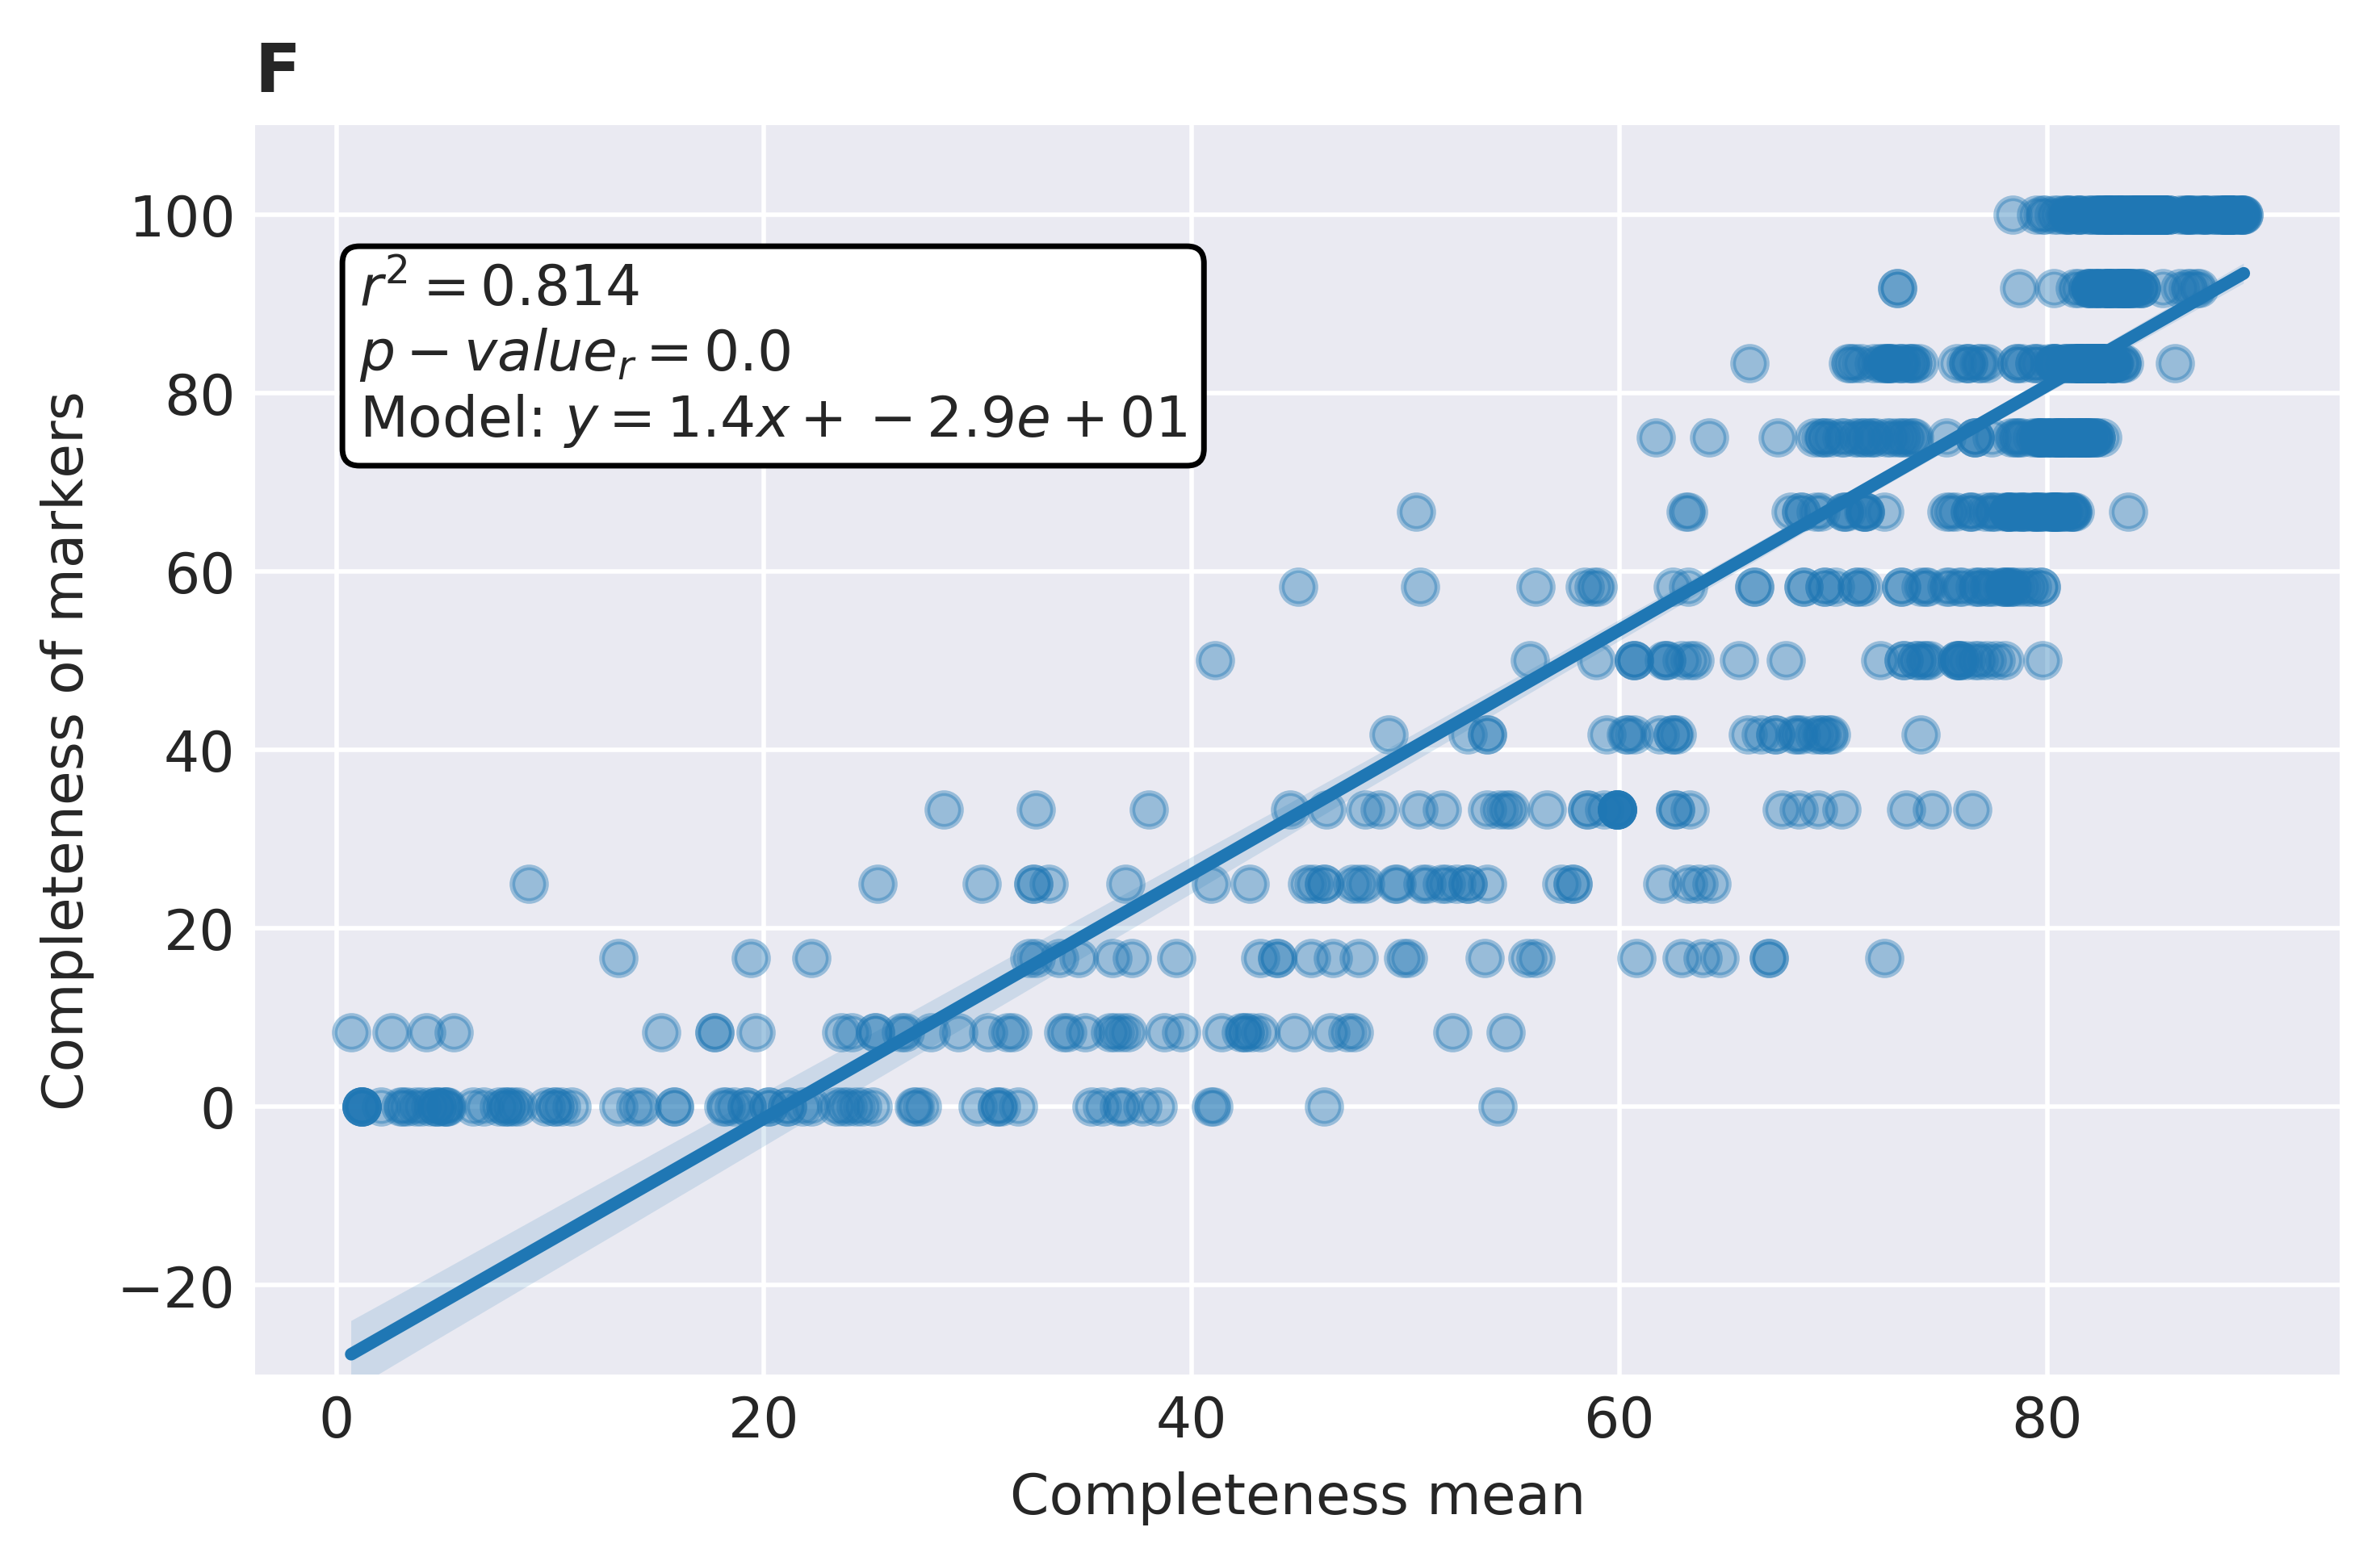 F
100
80
60
40
20
0
−20
r² = 0.814
p − value_r = 0.0
Model: y = 1.4x + −2.9e + 01
Completeness of markers
0 20 40 60 80
Completeness mean